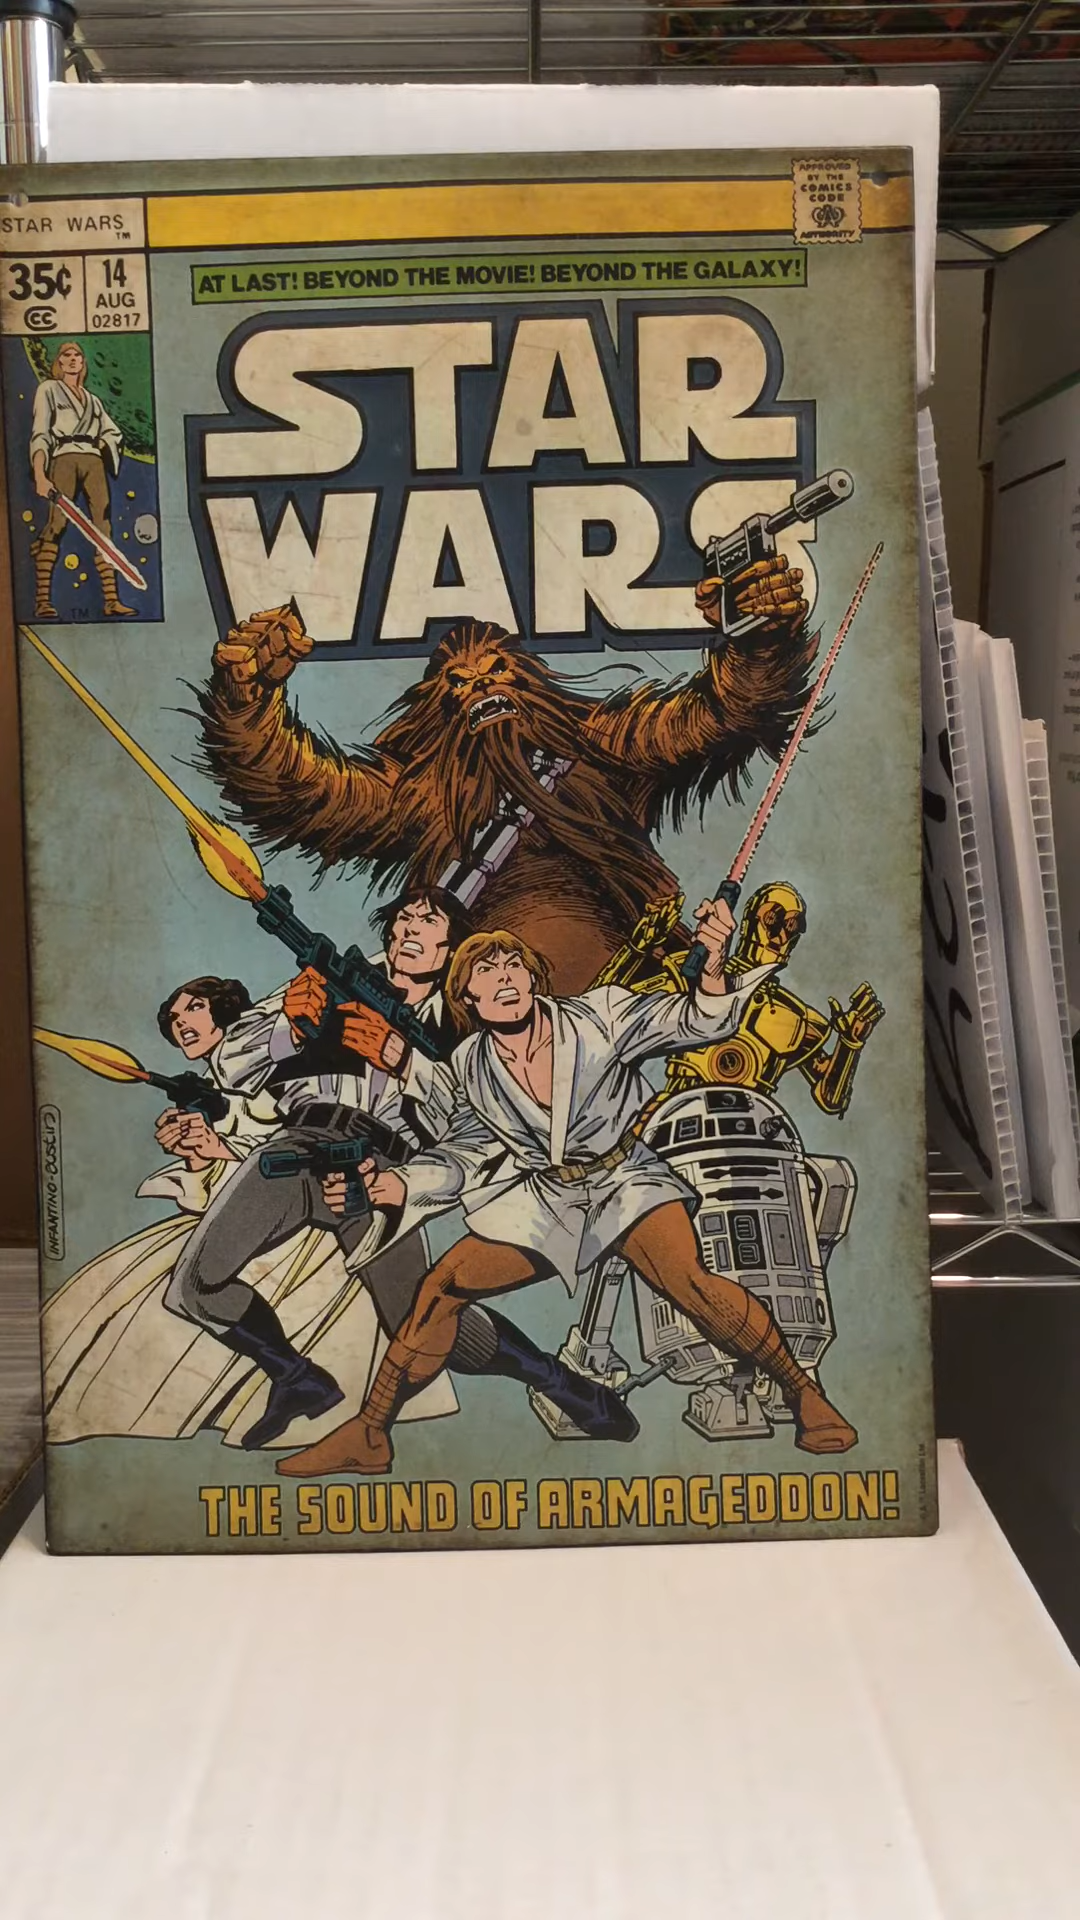 APPROVED
BY THE
COMICS
CODE
AUTHORITY
STAR WARS
TM
35¢
CC
14
AUG
02817
AT LAST! BEYOND THE MOVIE! BEYOND THE GALAXY!
STAR
WARS
TM
INFANTINO-AUSTIN
THE SOUND OF ARMAGEDDON!